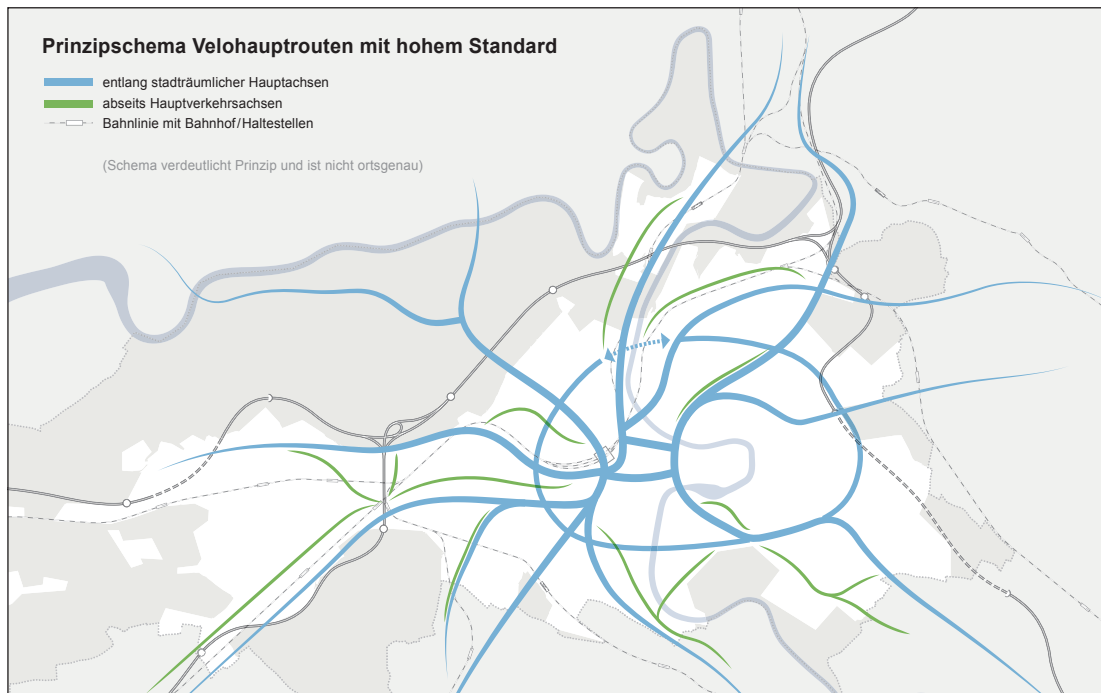 Prinzipschema Velohauptrouten mit hohem Standard
entlang stadträumlicher Hauptachsen
abseits Hauptverkehrsachsen
Bahnlinie mit Bahnhof/Haltestellen
(Schema verdeutlicht Prinzip und ist nicht ortsgenau)